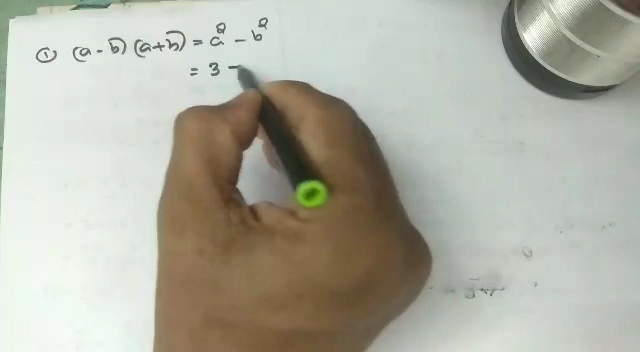 ① (a - b) (a + b) = a² - b²
= 3 -